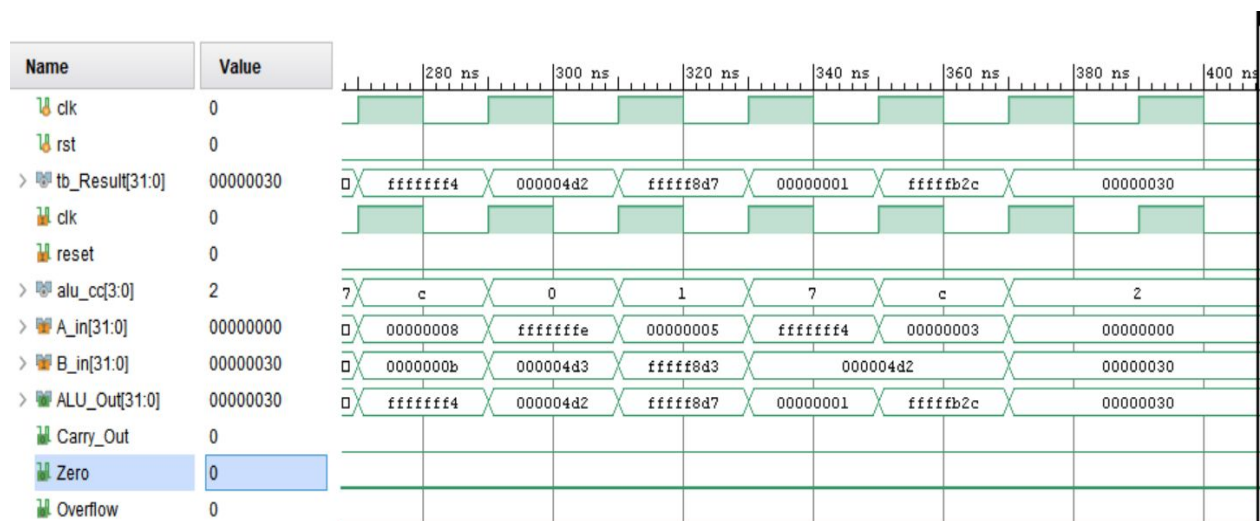 Name Value 280 ns 300 ns 320 ns 340 ns 360 ns 380 ns 400 ns
clk 0
rst 0
> tb_Result[31:0] 00000030 fffffff4 000004d2 fffff8d7 00000001 fffffb2c 00000030
clk 0
reset 0
> alu_cc[3:0] 2 7 c 0 1 7 c 2
> A_in[31:0] 00000000 00000008 fffffffe 00000005 fffffff4 00000003 00000000
> B_in[31:0] 00000030 0000000b 000004d3 fffff8d3 000004d2 00000030
> ALU_Out[31:0] 00000030 fffffff4 000004d2 fffff8d7 00000001 fffffb2c 00000030
Carry_Out 0
Zero 0
Overflow 0